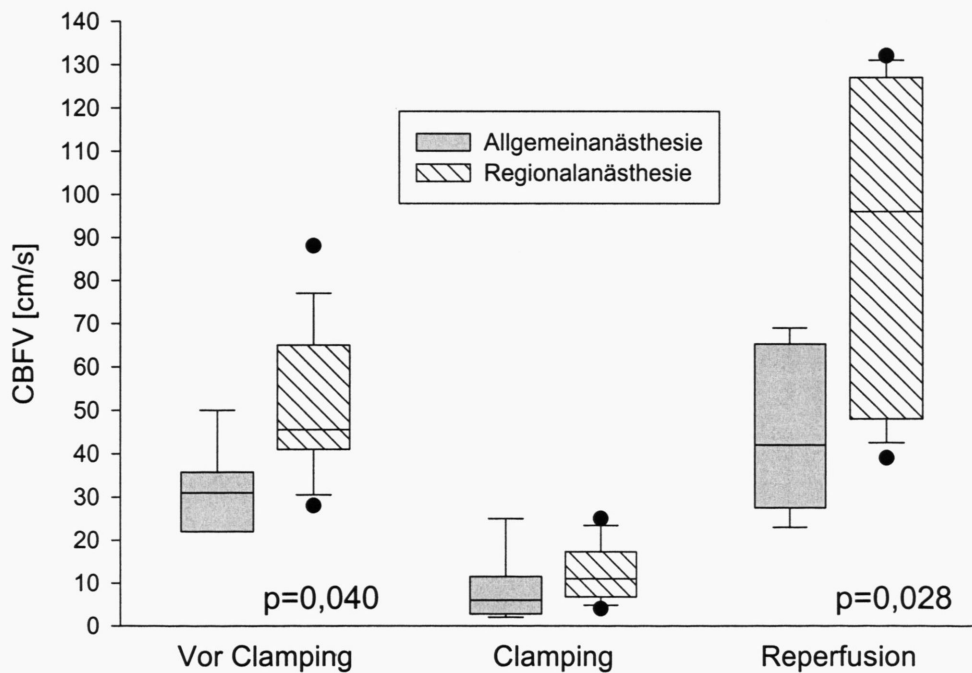 140
130
120
110
100
90
80
70
60
50
40
30
20
10
0
CBFV [cm/s]
Allgemeinanästhesie
Regionalanästhesie
p=0,040
p=0,028
Vor Clamping
Clamping
Reperfusion